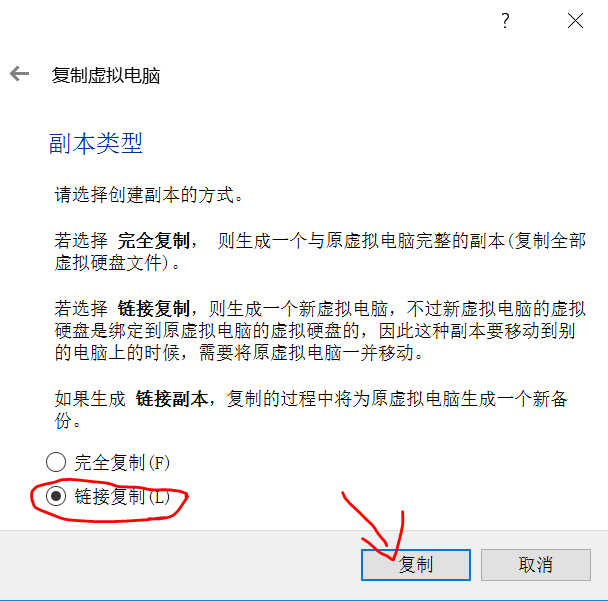 ?
复制虚拟电脑
副本类型
请选择创建副本的方式。
若选择 完全复制， 则生成一个与原虚拟电脑完整的副本(复制全部
虚拟硬盘文件)。
若选择 链接复制，则生成一个新虚拟电脑，不过新虚拟电脑的虚拟
硬盘是绑定到原虚拟电脑的虚拟硬盘的，因此这种副本要移动到别
的电脑上的时候，需要将原虚拟电脑一并移动。
如果生成 链接副本，复制的过程中将为原虚拟电脑生成一个新备
份。
完全复制(F)
链接复制(L)
复制 取消